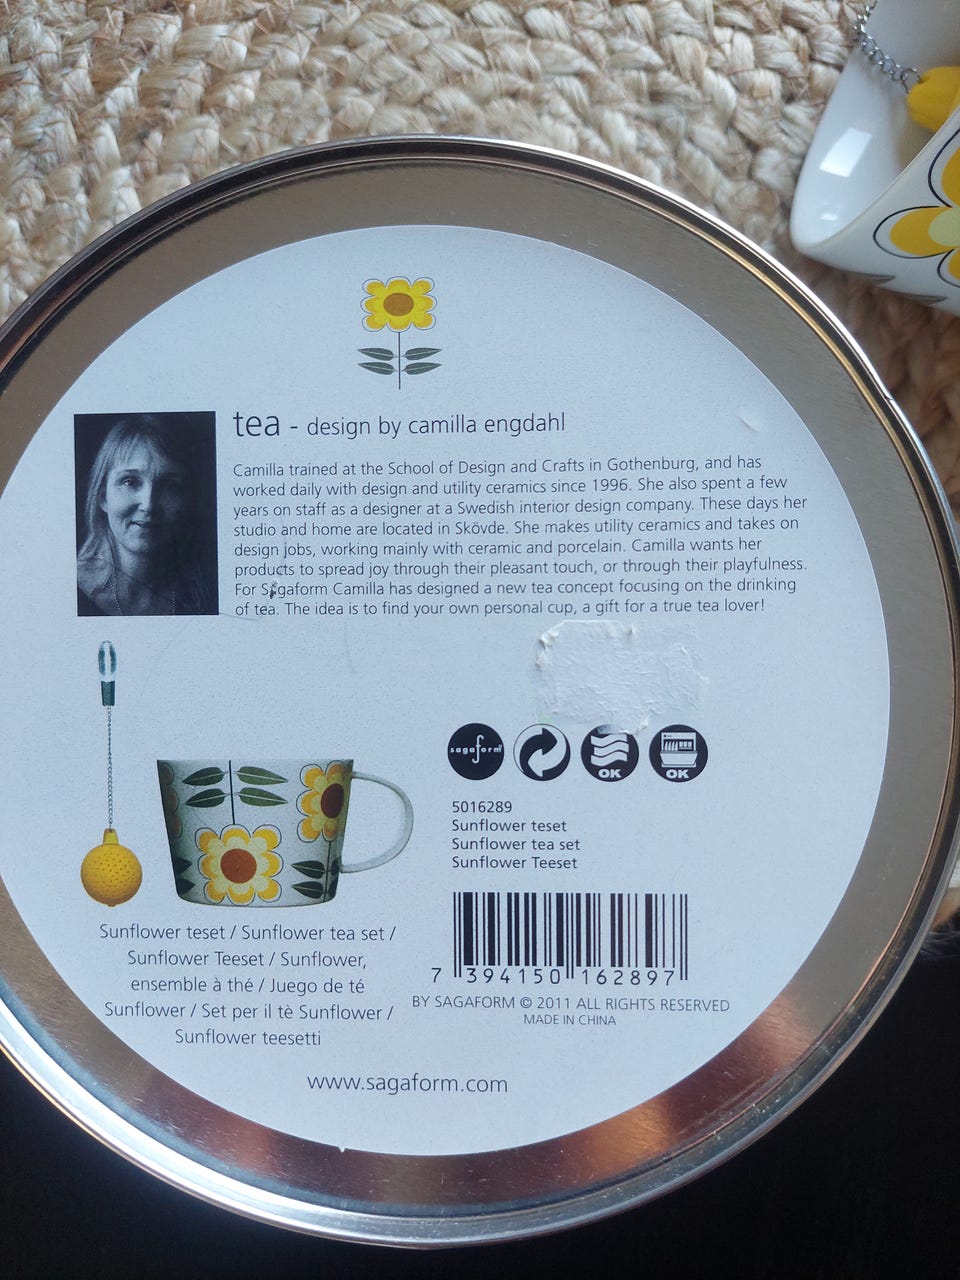 tea - design by camilla engdahl
Camilla trained at the School of Design and Crafts in Gothenburg, and has
worked daily with design and utility ceramics since 1996. She also spent a few
years on staff as a designer at a Swedish interior design company. These days her
studio and home are located in Skövde. She makes utility ceramics and takes on
design jobs, working mainly with ceramic and porcelain. Camilla wants her
products to spread joy through their pleasant touch, or through their playfulness.
For Sagaform Camilla has designed a new tea concept focusing on the drinking
of tea. The idea is to find your own personal cup, a gift for a true tea lover!
sagaform
OK
OK
5016289
Sunflower teset
Sunflower tea set
Sunflower Teeset
7 394150 162897
BY SAGAFORM © 2011 ALL RIGHTS RESERVED
MADE IN CHINA
Sunflower teset / Sunflower tea set /
Sunflower Teeset / Sunflower,
ensemble à thé / Juego de té
Sunflower / Set per il tè Sunflower /
Sunflower teesetti
www.sagaform.com